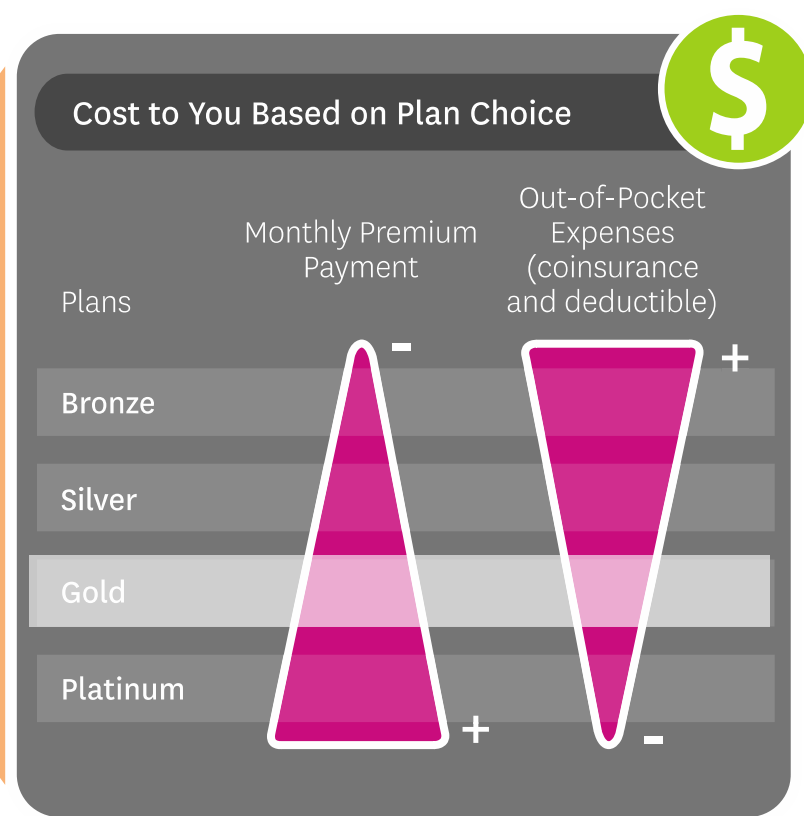 $
Cost to You Based on Plan Choice
Plans
Monthly Premium
Payment
Out-of-Pocket
Expenses
(coinsurance
and deductible)
-
+
Bronze
Silver
Gold
Platinum
+
-